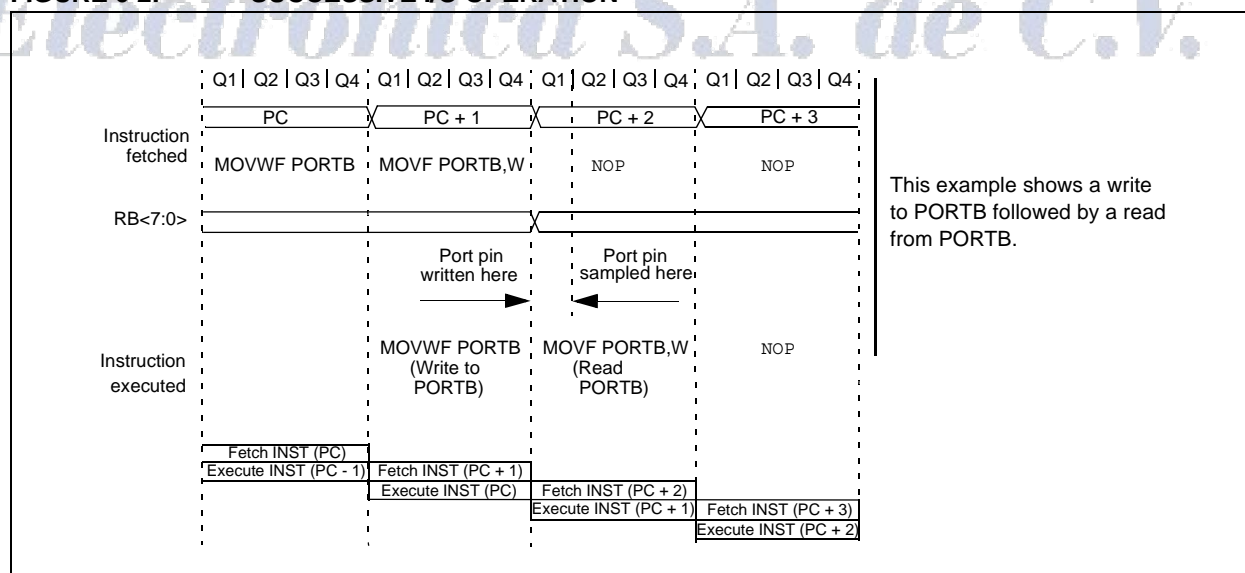 Electrónica S.A. de C.V.
Q1 Q2 Q3 Q4 Q1 Q2 Q3 Q4 Q1 Q2 Q3 Q4 Q1 Q2 Q3 Q4
PC PC + 1 PC + 2 PC + 3
Instruction
fetched
MOVWF PORTB MOVF PORTB,W NOP NOP
This example shows a write
to PORTB followed by a read
from PORTB.
RB<7:0>
Port pin
written here
Port pin
sampled here
Instruction
executed
MOVWF PORTB
(Write to
PORTB)
MOVF PORTB,W
(Read
PORTB)
NOP
Fetch INST (PC)
Execute INST (PC - 1) Fetch INST (PC + 1)
Execute INST (PC) Fetch INST (PC + 2)
Execute INST (PC + 1) Fetch INST (PC + 3)
Execute INST (PC + 2)